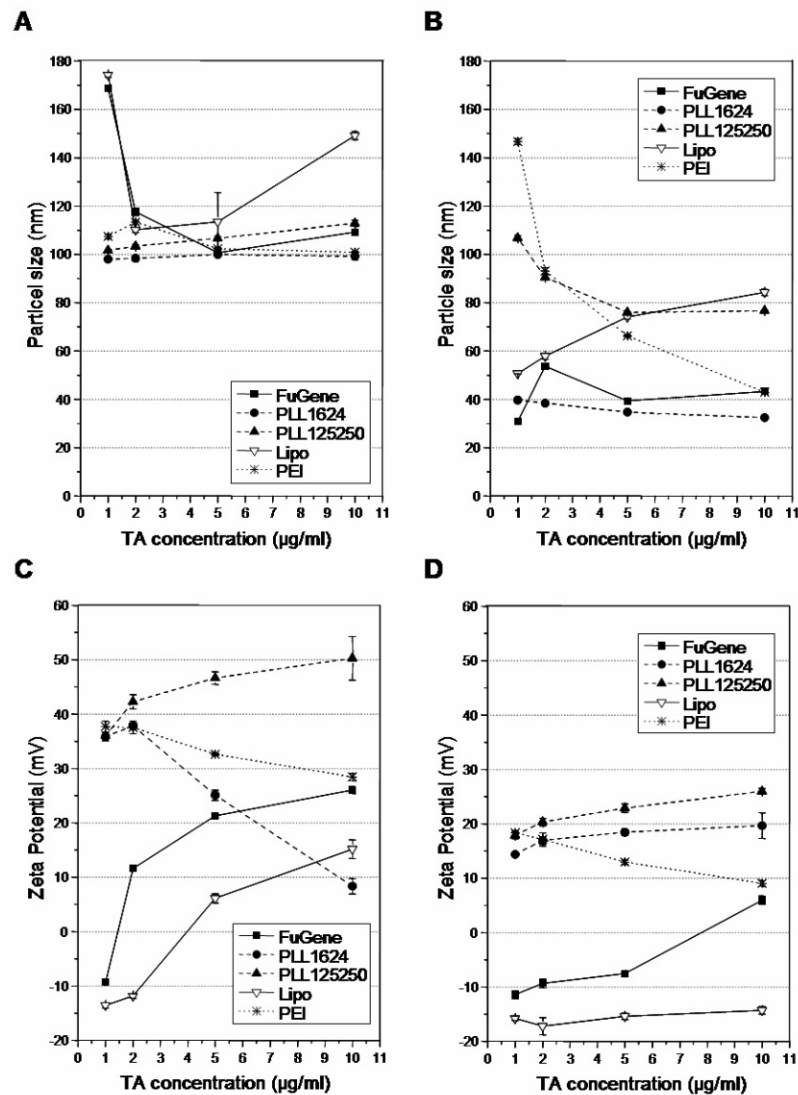 A
180
160
140
120
100
80
60
40
20
0
Particel size (nm)
FuGene
PLL1624
PLL125250
Lipo
PEI
0 1 2 3 4 5 6 7 8 9 10 11
TA concentration (µg/ml)
B
180
160
140
120
100
80
60
40
20
0
Particle size (nm)
FuGene
PLL1624
PLL125250
Lipo
PEI
0 1 2 3 4 5 6 7 8 9 10 11
TA concentration (µg/ml)
C
60
50
40
30
20
10
0
-10
-20
Zeta Potential (mV)
FuGene
PLL1624
PLL125250
Lipo
PEI
0 1 2 3 4 5 6 7 8 9 10 11
TA concentration (µg/ml)
D
60
50
40
30
20
10
0
-10
-20
Zeta Potential (mV)
FuGene
PLL1624
PLL125250
Lipo
PEI
0 1 2 3 4 5 6 7 8 9 10 11
TA concentration (µg/ml)